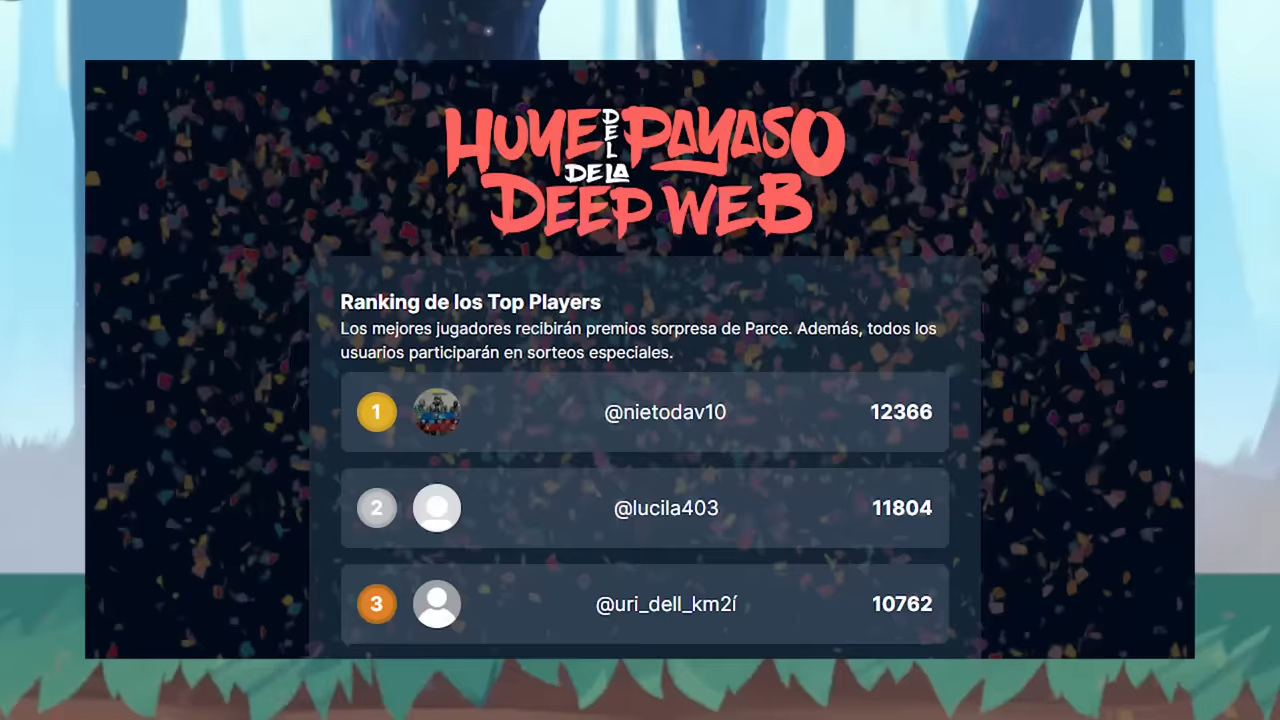 HUYE DEL PAYASO
DE LA
DEEP WEB
Ranking de los Top Players
Los mejores jugadores recibirán premios sorpresa de Parce. Además, todos los
usuarios participarán en sorteos especiales.
1 @nietodav10 12366
2 @lucila403 11804
3 @uri_dell_km2í 10762